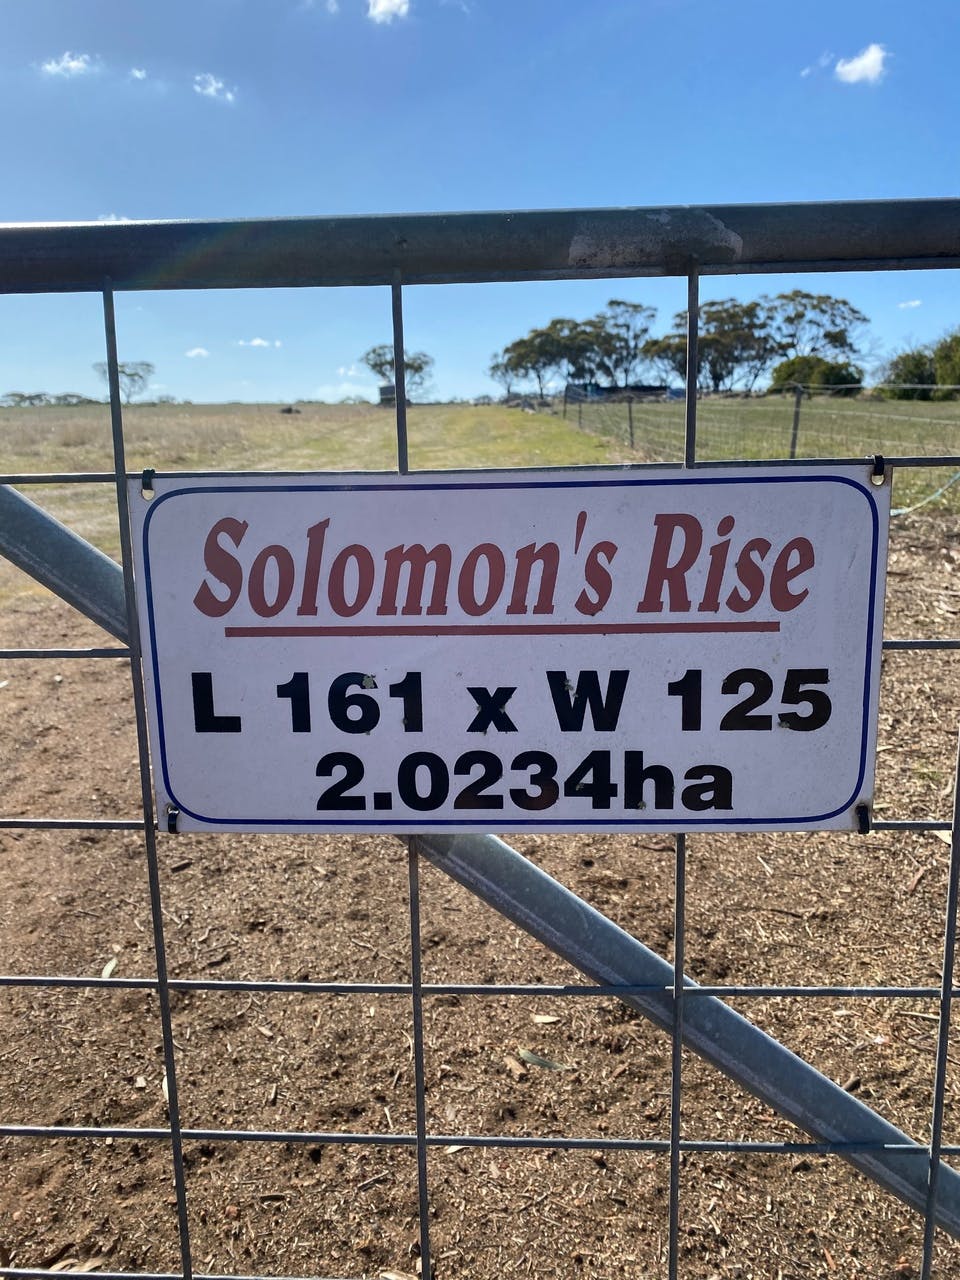 Solomon's Rise
L 161 x W 125
2.0234ha